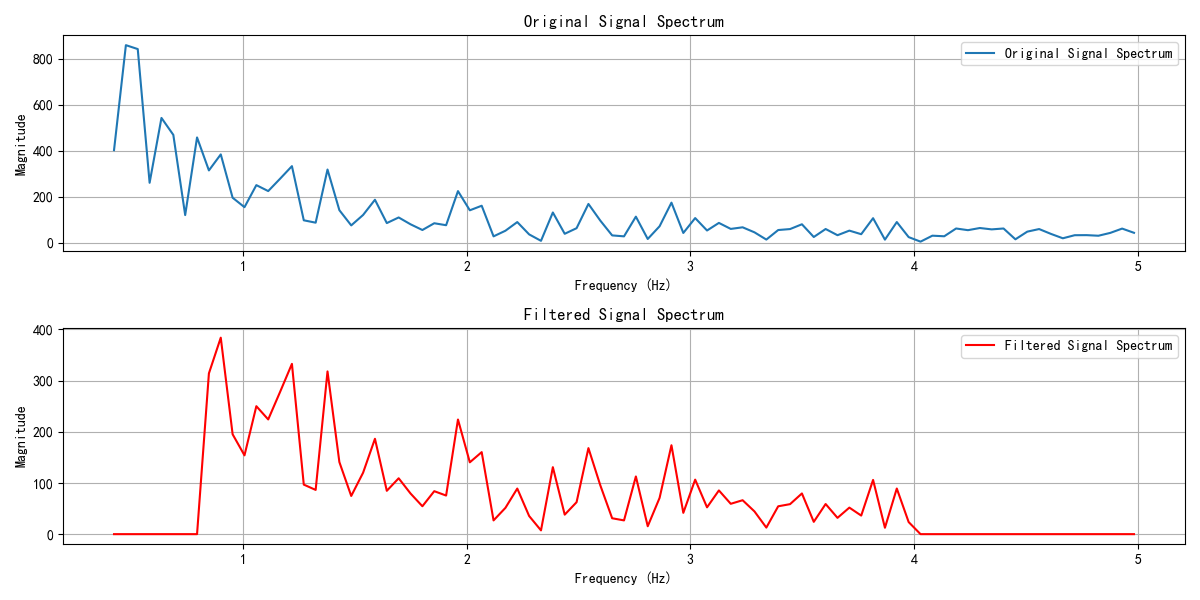 Original Signal Spectrum
Original Signal Spectrum
Magnitude
800
600
400
200
0
1 2 3 4 5
Frequency (Hz)
Filtered Signal Spectrum
Filtered Signal Spectrum
Magnitude
400
300
200
100
0
1 2 3 4 5
Frequency (Hz)